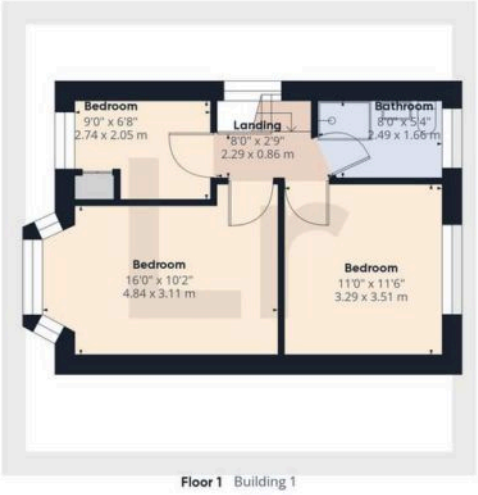 Bedroom
9'0" x 6'8"
2.74 x 2.05 m
Landing
8'0" x 2'9"
2.29 x 0.86 m
Bathroom
8'0" x 5'4"
2.49 x 1.66 m
Bedroom
16'0" x 10'2"
4.84 x 3.11 m
Bedroom
11'0" x 11'6"
3.29 x 3.51 m
Lr
Floor 1 Building 1